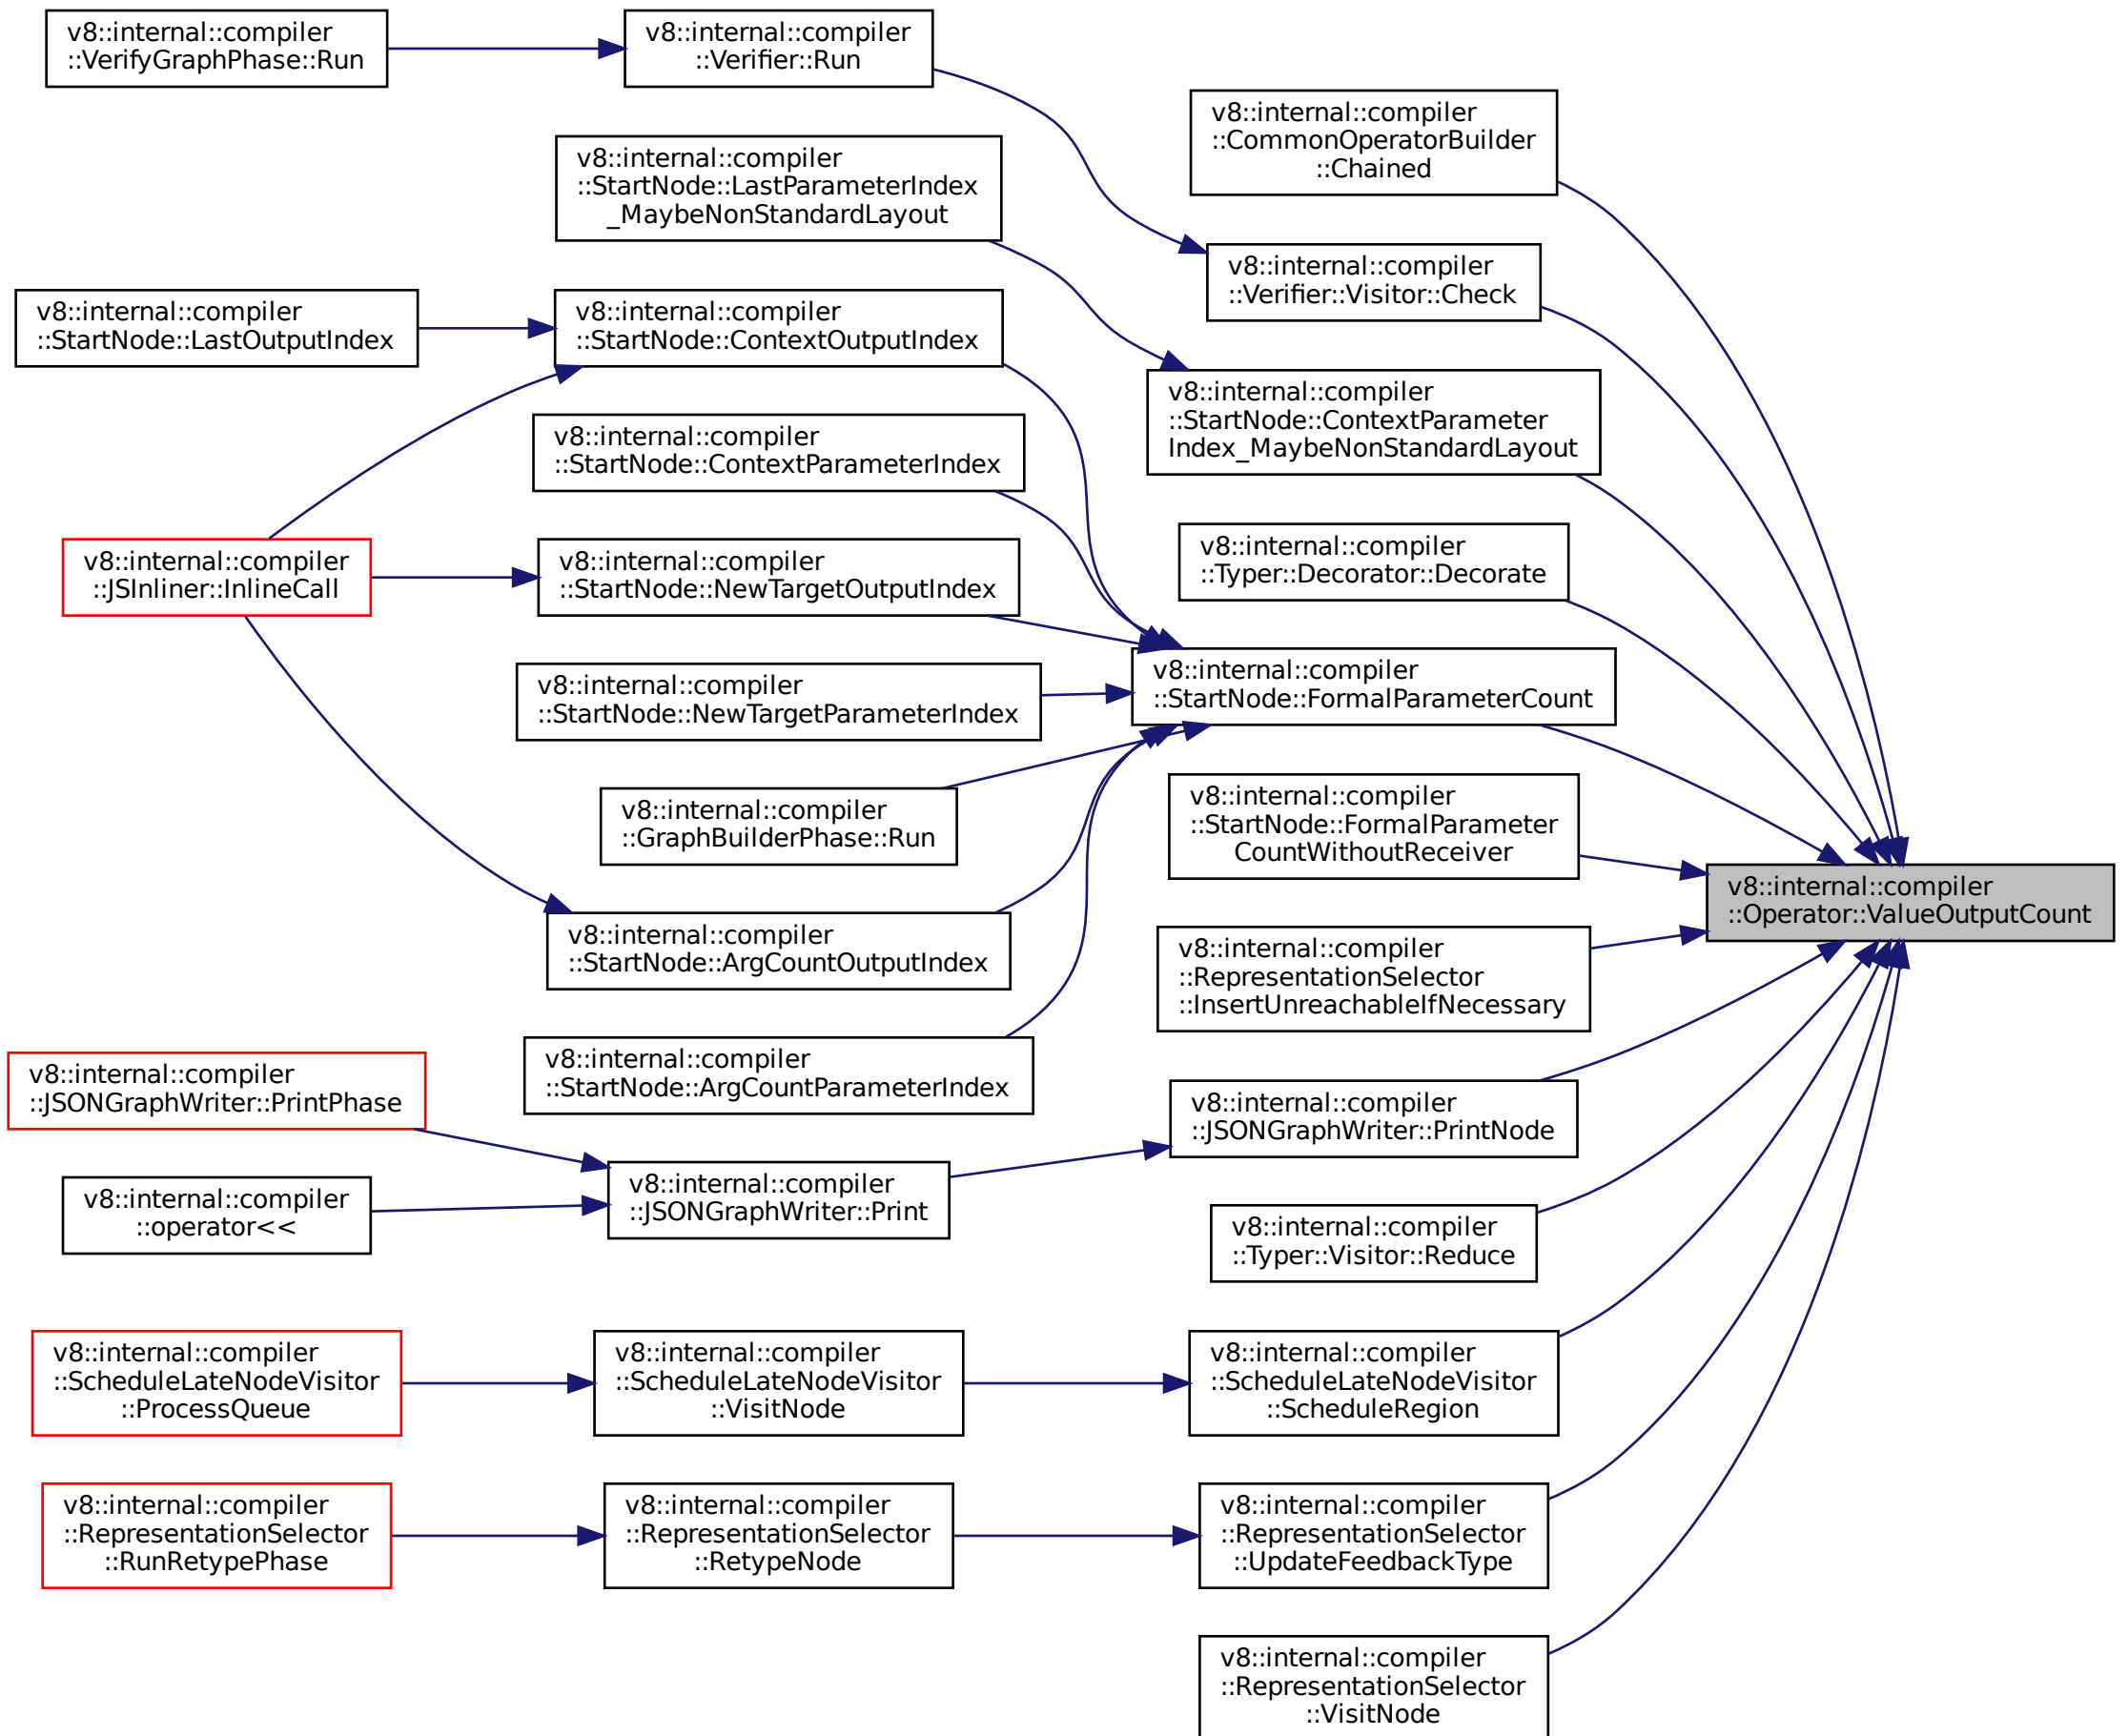 v8::internal::compiler
::VerifyGraphPhase::Run
v8::internal::compiler
::Verifier::Run
v8::internal::compiler
::CommonOperatorBuilder
::Chained
v8::internal::compiler
::StartNode::LastParameterIndex
_MaybeNonStandardLayout
v8::internal::compiler
::Verifier::Visitor::Check
v8::internal::compiler
::StartNode::LastOutputIndex
v8::internal::compiler
::StartNode::ContextOutputIndex
v8::internal::compiler
::StartNode::ContextParameter
Index_MaybeNonStandardLayout
v8::internal::compiler
::StartNode::ContextParameterIndex
v8::internal::compiler
::Typer::Decorator::Decorate
v8::internal::compiler
::JSInliner::InlineCall
v8::internal::compiler
::StartNode::NewTargetOutputIndex
v8::internal::compiler
::StartNode::FormalParameterCount
v8::internal::compiler
::StartNode::NewTargetParameterIndex
v8::internal::compiler
::GraphBuilderPhase::Run
v8::internal::compiler
::StartNode::FormalParameter
CountWithoutReceiver
v8::internal::compiler
::Operator::ValueOutputCount
v8::internal::compiler
::StartNode::ArgCountOutputIndex
v8::internal::compiler
::RepresentationSelector
::InsertUnreachableIfNecessary
v8::internal::compiler
::StartNode::ArgCountParameterIndex
v8::internal::compiler
::JSONGraphWriter::PrintPhase
v8::internal::compiler
::JSONGraphWriter::PrintNode
v8::internal::compiler
::operator<<
v8::internal::compiler
::JSONGraphWriter::Print
v8::internal::compiler
::Typer::Visitor::Reduce
v8::internal::compiler
::ScheduleLateNodeVisitor
::ProcessQueue
v8::internal::compiler
::ScheduleLateNodeVisitor
::VisitNode
v8::internal::compiler
::ScheduleLateNodeVisitor
::ScheduleRegion
v8::internal::compiler
::RepresentationSelector
::RunRetypePhase
v8::internal::compiler
::RepresentationSelector
::RetypeNode
v8::internal::compiler
::RepresentationSelector
::UpdateFeedbackType
v8::internal::compiler
::RepresentationSelector
::VisitNode